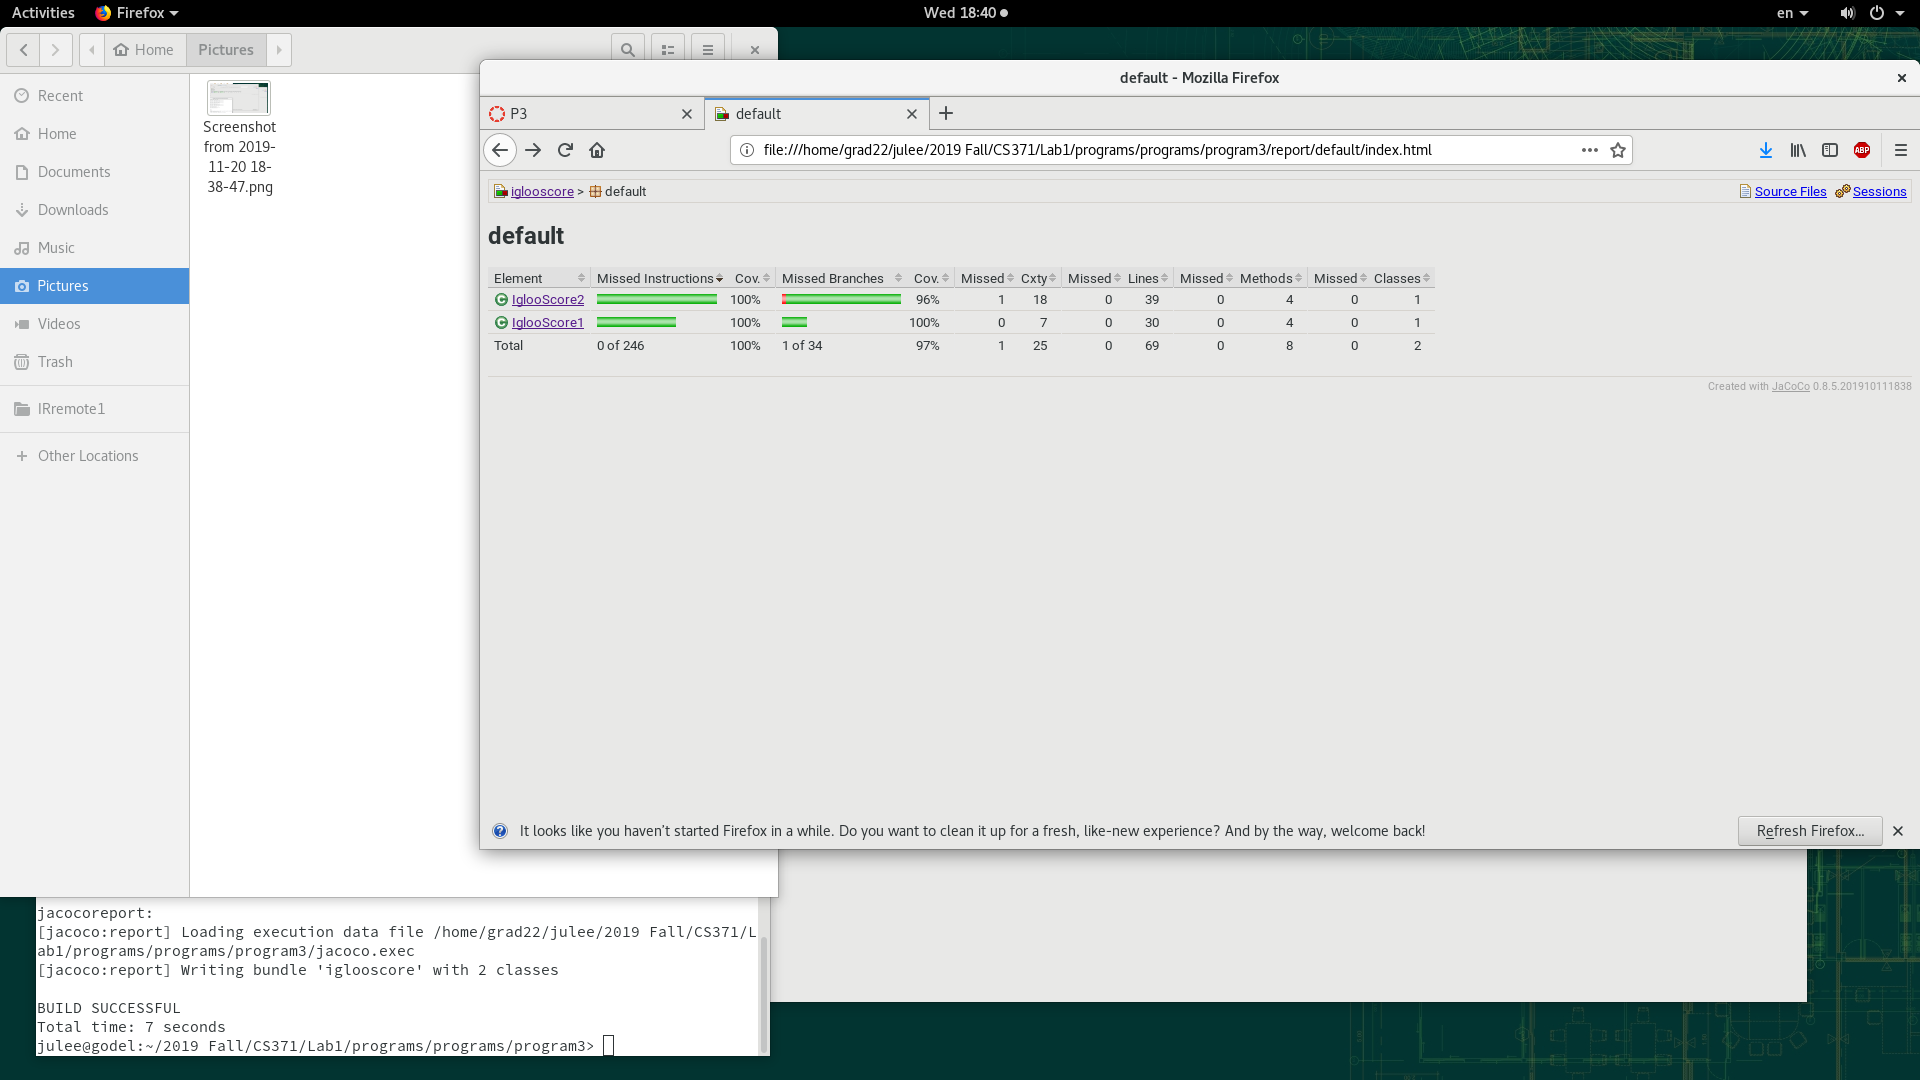 Activities Firefox Wed 18:40 en
Home Pictures
Recent
Home
Documents
Downloads
Music
Pictures
Videos
Trash
IRremote1
Other Locations
Screenshot
from 2019-
11-20 18-
38-47.png
default - Mozilla Firefox
P3 default
file:///home/grad22/julee/2019 Fall/CS371/Lab1/programs/programs/program3/report/default/index.html ABP
iglooscore > default Source Files Sessions
default
Element Missed Instructions Cov. Missed Branches Cov. Missed Cxty Missed Lines Missed Methods Missed Classes
IglooScore2 100% 96% 1 18 0 39 0 4 0 1
IglooScore1 100% 100% 0 7 0 30 0 4 0 1
Total 0 of 246 100% 1 of 34 97% 1 25 0 69 0 8 0 2
Created with JaCoCo 0.8.5.201910111838
It looks like you haven't started Firefox in a while. Do you want to clean it up for a fresh, like-new experience? And by the way, welcome back! Refresh Firefox...
jacocoreport:
[jacoco:report] Loading execution data file /home/grad22/julee/2019 Fall/CS371/L
ab1/programs/programs/program3/jacoco.exec
[jacoco:report] Writing bundle 'iglooscore' with 2 classes
BUILD SUCCESSFUL
Total time: 7 seconds
julee@godel:~/2019 Fall/CS371/Lab1/programs/programs/program3>